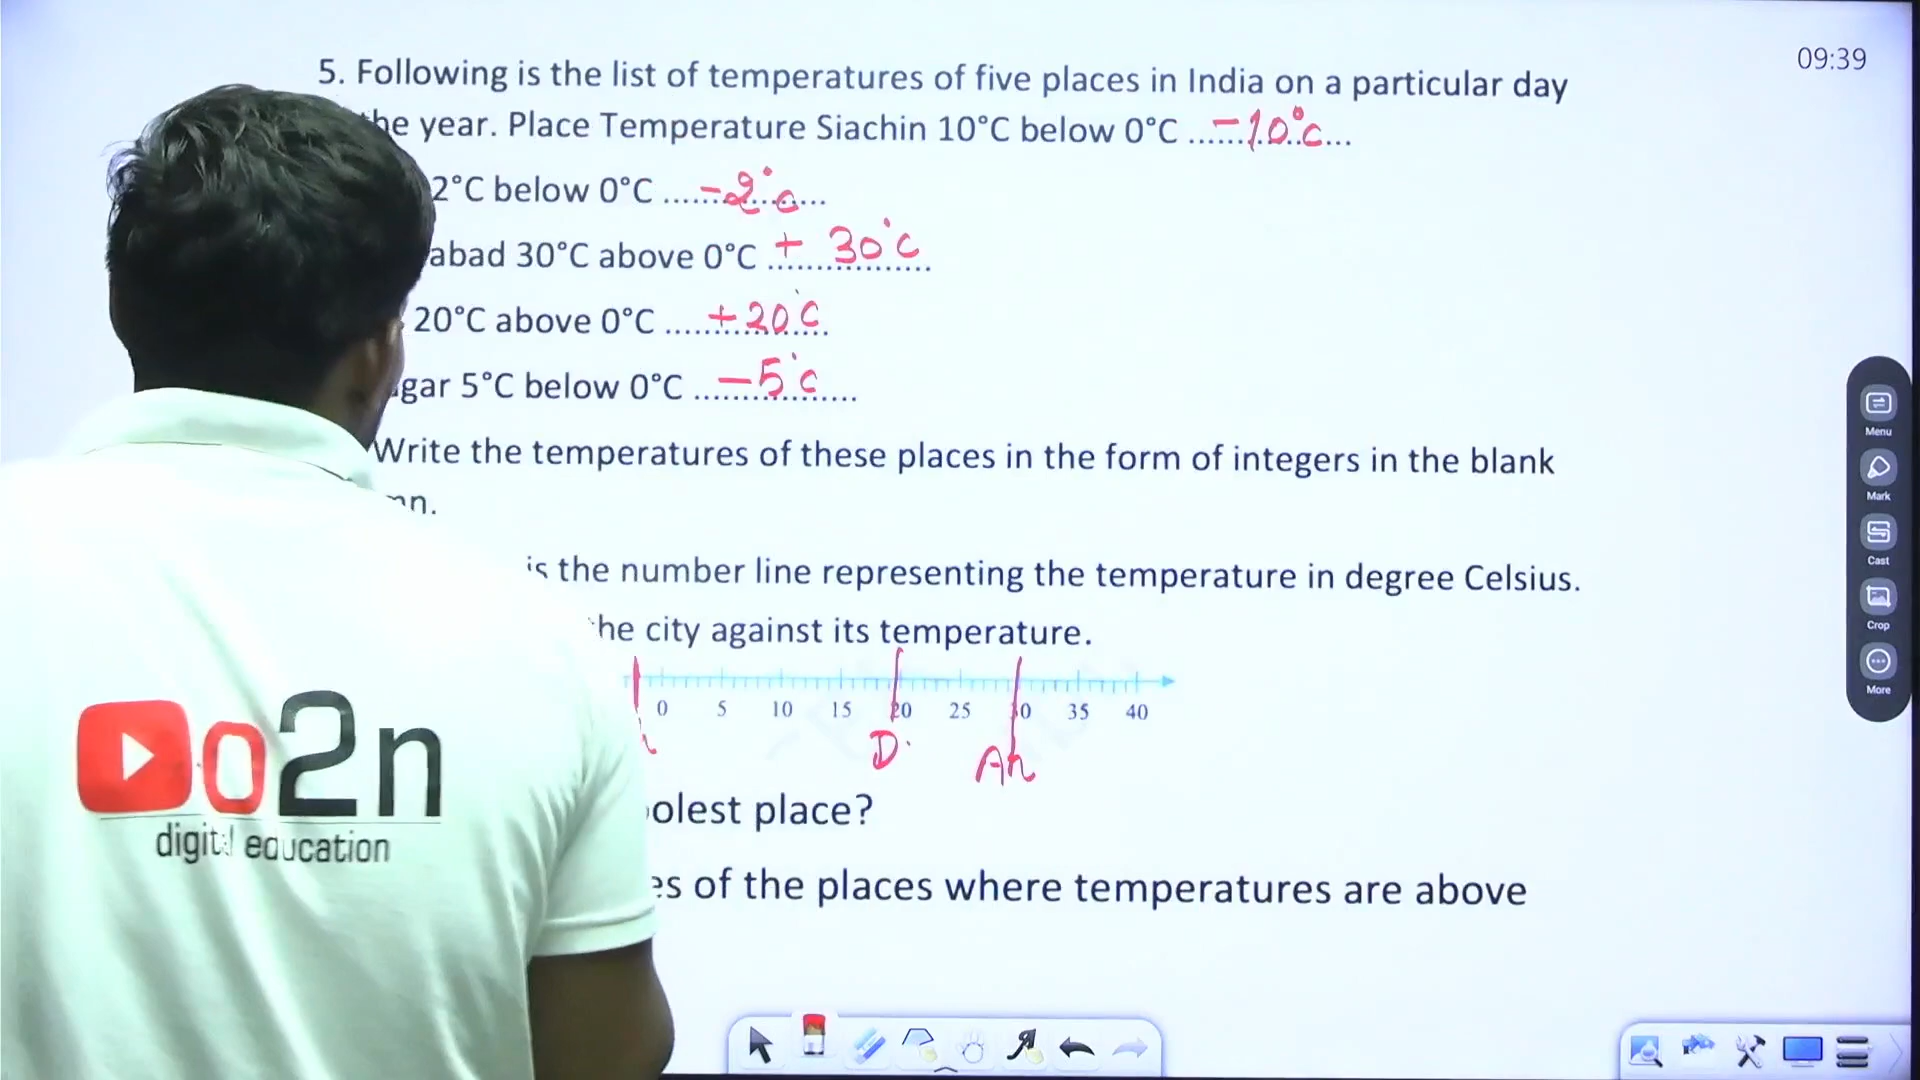 09:39
5. Following is the list of temperatures of five places in India on a particular day
he year. Place Temperature Siachin 10°C below 0°C ....-10°c...
2°C below 0°C ......-2°c...
abad 30°C above 0°C + 30°C
20°C above 0°C .....+20°C
gar 5°C below 0°C ...-5°c....
Write the temperatures of these places in the form of integers in the blank
n.
is the number line representing the temperature in degree Celsius.
he city against its temperature.
0 5 10 15 20 25 30 35 40
D. Ah
olest place?
es of the places where temperatures are above
o2n
digital education
Menu
Mark
Cast
Crop
More